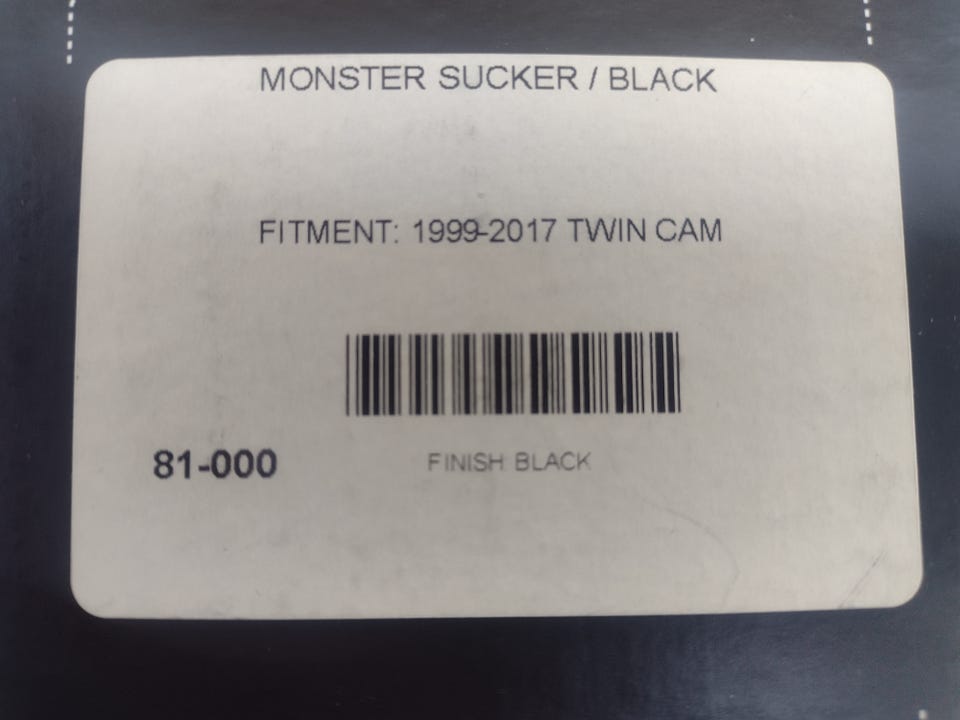 MONSTER SUCKER / BLACK
FITMENT: 1999-2017 TWIN CAM
81-000
FINISH: BLACK